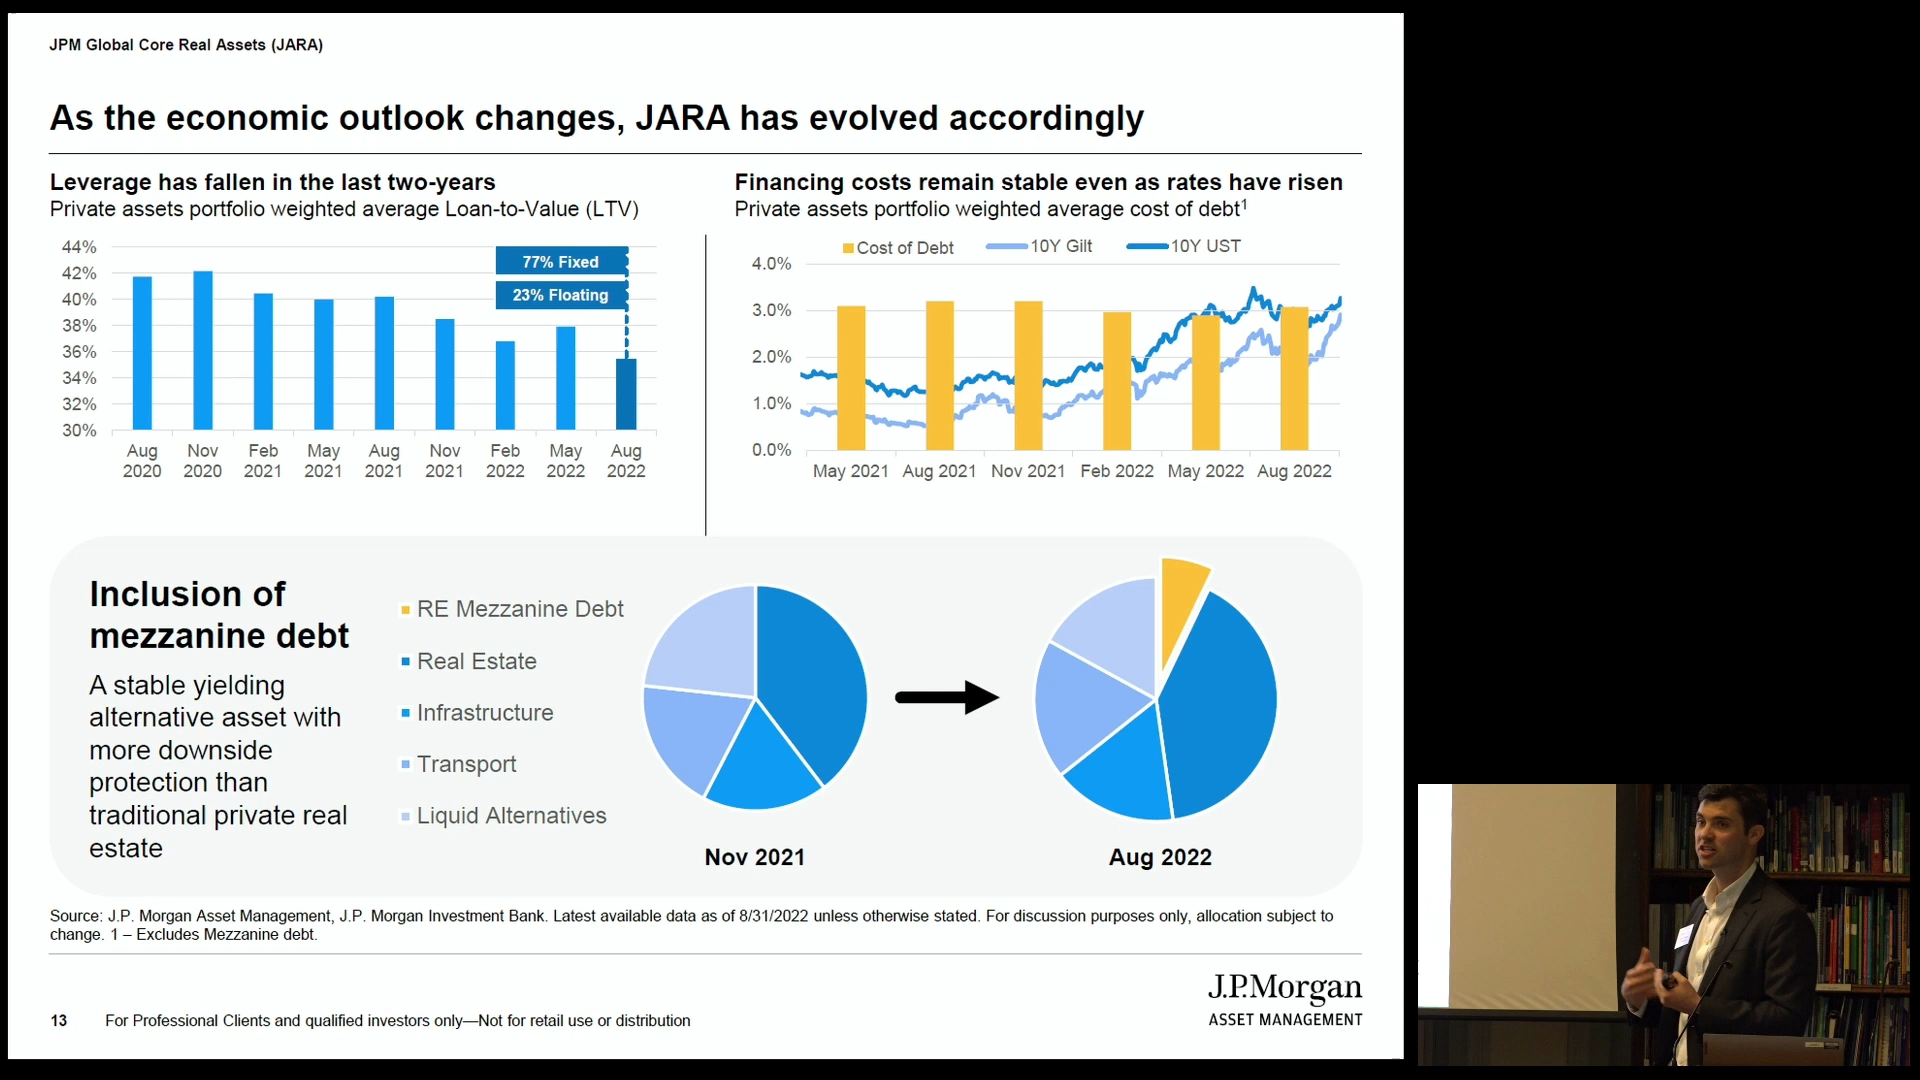 JPM Global Core Real Assets (JARA)
As the economic outlook changes, JARA has evolved accordingly
Leverage has fallen in the last two-years
Private assets portfolio weighted average Loan-to-Value (LTV)
44%
42%
40%
38%
36%
34%
32%
30%
77% Fixed
23% Floating
Aug 2020
Nov 2020
Feb 2021
May 2021
Aug 2021
Nov 2021
Feb 2022
May 2022
Aug 2022
Financing costs remain stable even as rates have risen
Private assets portfolio weighted average cost of debt¹
Cost of Debt
10Y Gilt
10Y UST
4.0%
3.0%
2.0%
1.0%
0.0%
May 2021
Aug 2021
Nov 2021
Feb 2022
May 2022
Aug 2022
Inclusion of
mezzanine debt
A stable yielding
alternative asset with
more downside
protection than
traditional private real
estate
RE Mezzanine Debt
Real Estate
Infrastructure
Transport
Liquid Alternatives
Nov 2021
Aug 2022
Source: J.P. Morgan Asset Management, J.P. Morgan Investment Bank. Latest available data as of 8/31/2022 unless otherwise stated. For discussion purposes only, allocation subject to
change. 1 – Excludes Mezzanine debt.
J.P.Morgan
ASSET MANAGEMENT
13
For Professional Clients and qualified investors only—Not for retail use or distribution